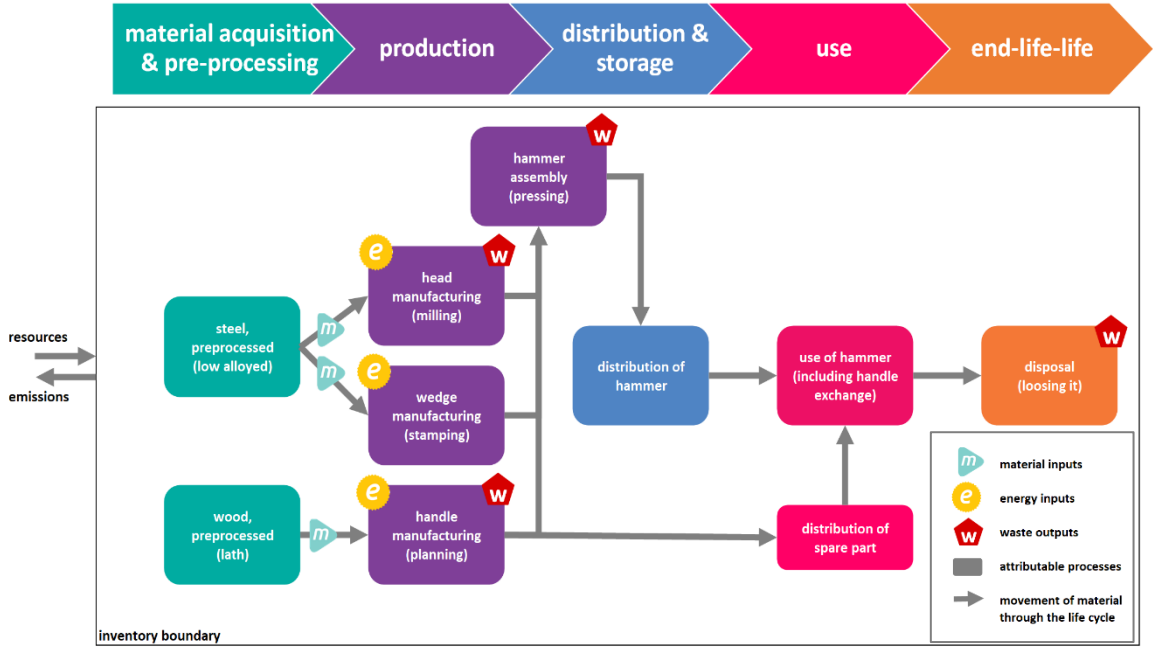 material acquisition
& pre-processing
production
distribution &
storage
use
end-life-life
w
hammer
assembly
(pressing)
e
w
head
manufacturing
(milling)
m
steel,
preprocessed
(low alloyed)
m
resources
emissions
e
wedge
manufacturing
(stamping)
distribution of
hammer
use of hammer
(including handle
exchange)
w
disposal
(loosing it)
e
w
wood,
preprocessed
(lath)
m
handle
manufacturing
(planning)
distribution of
spare part
m
material inputs
e
energy inputs
w
waste outputs
attributable processes
movement of material
through the life cycle
inventory boundary